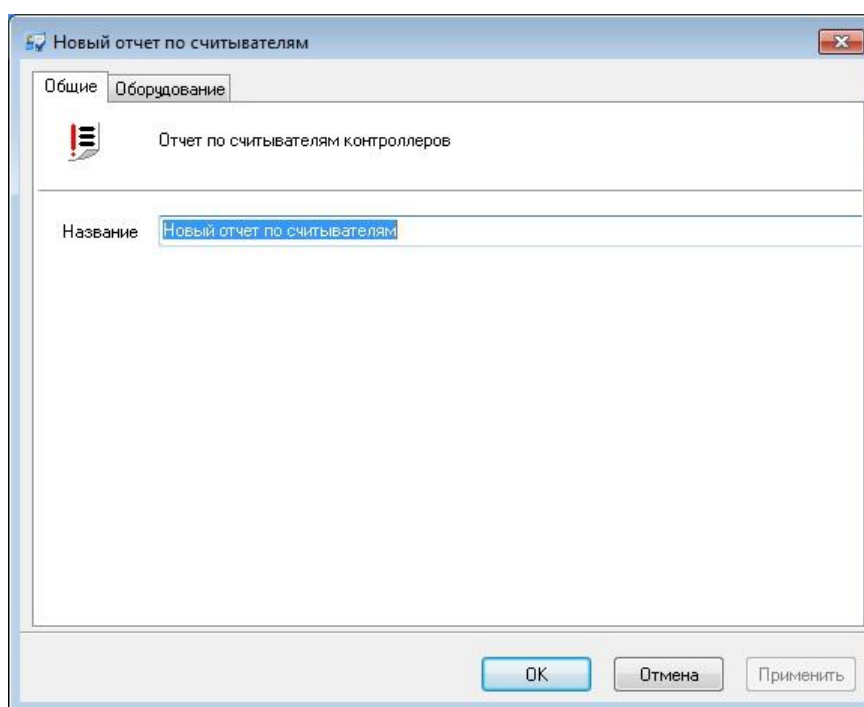 Новый отчет по считывателям
Общие Оборудование
Отчет по считывателям контроллеров
Название Новый отчет по считывателям
OK Отмена Применить